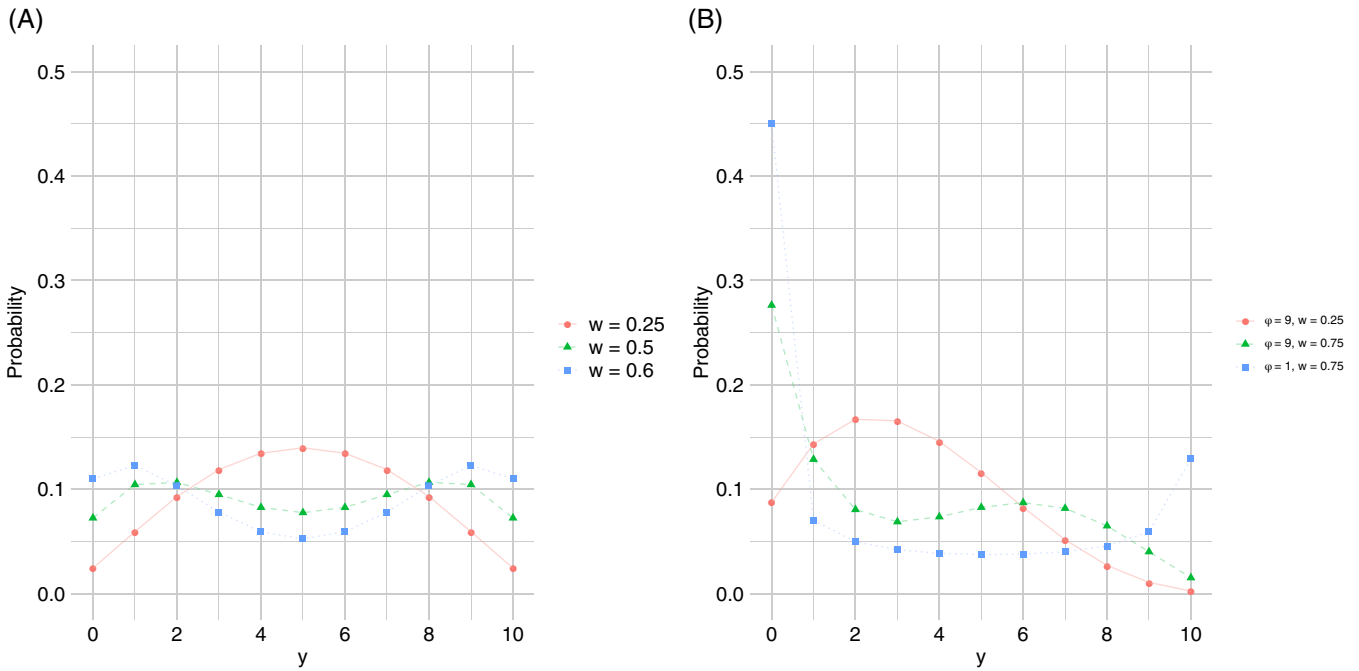 (A)
0.5
0.4
0.3
0.2
0.1
0.0
Probability
0 2 4 6 8 10
y
w = 0.25
w = 0.5
w = 0.6
(B)
0.5
0.4
0.3
0.2
0.1
0.0
Probability
0 2 4 6 8 10
y
φ = 9, w = 0.25
φ = 9, w = 0.75
φ = 1, w = 0.75